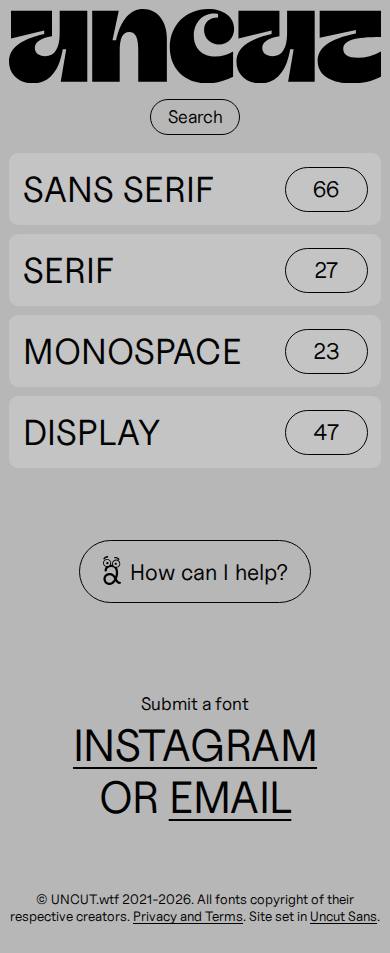 uncut
Search
SANS SERIF 66
SERIF 27
MONOSPACE 23
DISPLAY 47
How can I help?
Submit a font
INSTAGRAM
OR EMAIL
© UNCUT.wtf 2021-2026. All fonts copyright of their
respective creators. Privacy and Terms. Site set in Uncut Sans.